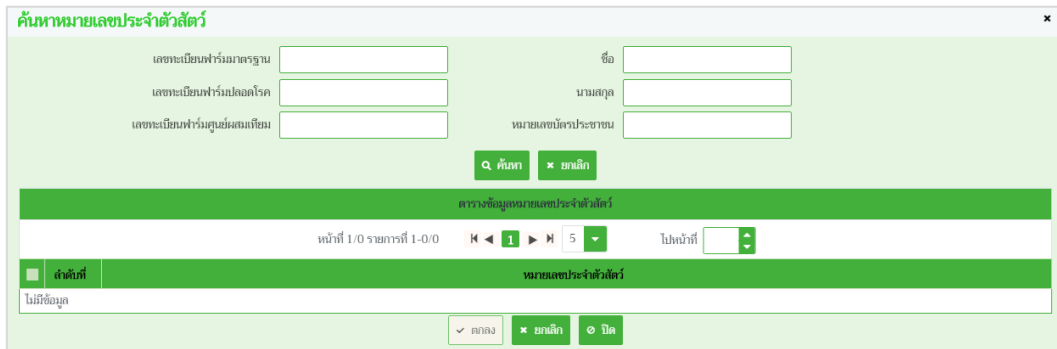 ค้นหาหมายเลขประจำตัวสัตว์
เลขทะเบียนฟาร์มมาตรฐาน ชื่อ
เลขทะเบียนฟาร์มปลอดโรค นามสกุล
เลขทะเบียนฟาร์มศูนย์ผสมเทียม หมายเลขบัตรประชาชน
ค้นหา ยกเลิก
ตารางข้อมูลหมายเลขประจำตัวสัตว์
หน้าที่ 1/0 รายการที่ 1-0/0 1 5 ไปหน้าที่
ลำดับที่ หมายเลขประจำตัวสัตว์
ไม่มีข้อมูล
ตกลง ยกเลิก ปิด